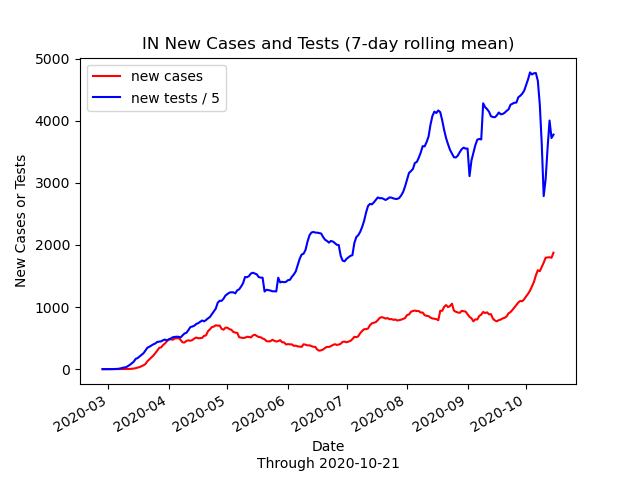 IN New Cases and Tests (7-day rolling mean)
new cases
new tests / 5
New Cases or Tests
5000
4000
3000
2000
1000
0
2020-03
2020-04
2020-05
2020-06
2020-07
2020-08
2020-09
2020-10
Date
Through 2020-10-21